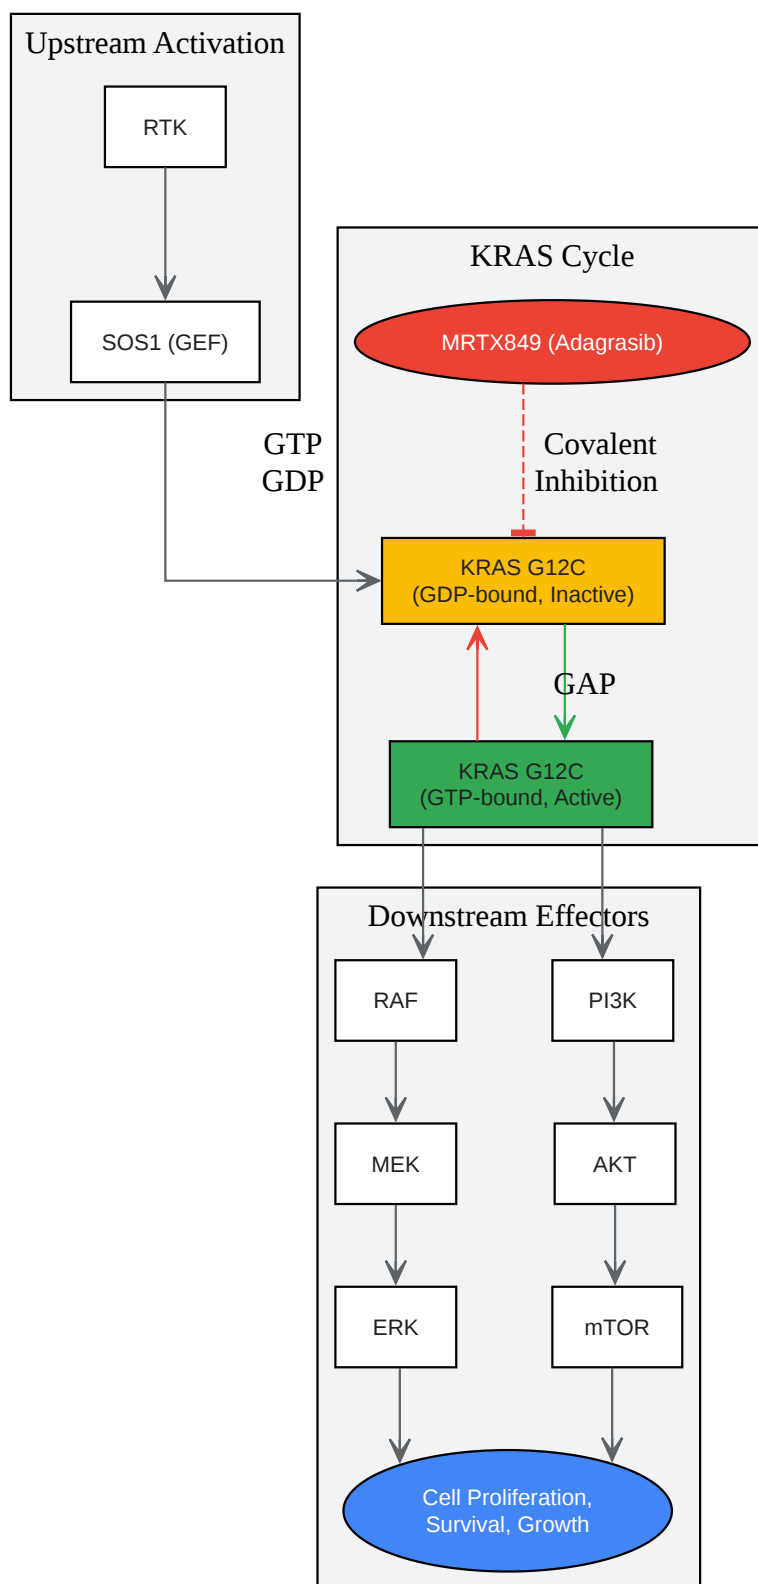 Upstream Activation
RTK
SOS1 (GEF)
KRAS Cycle
MRTX849 (Adagrasib)
GTP
GDP
Covalent
Inhibition
KRAS G12C
(GDP-bound, Inactive)
GAP
KRAS G12C
(GTP-bound, Active)
Downstream Effectors
RAF
PI3K
MEK
AKT
ERK
mTOR
Cell Proliferation,
Survival, Growth